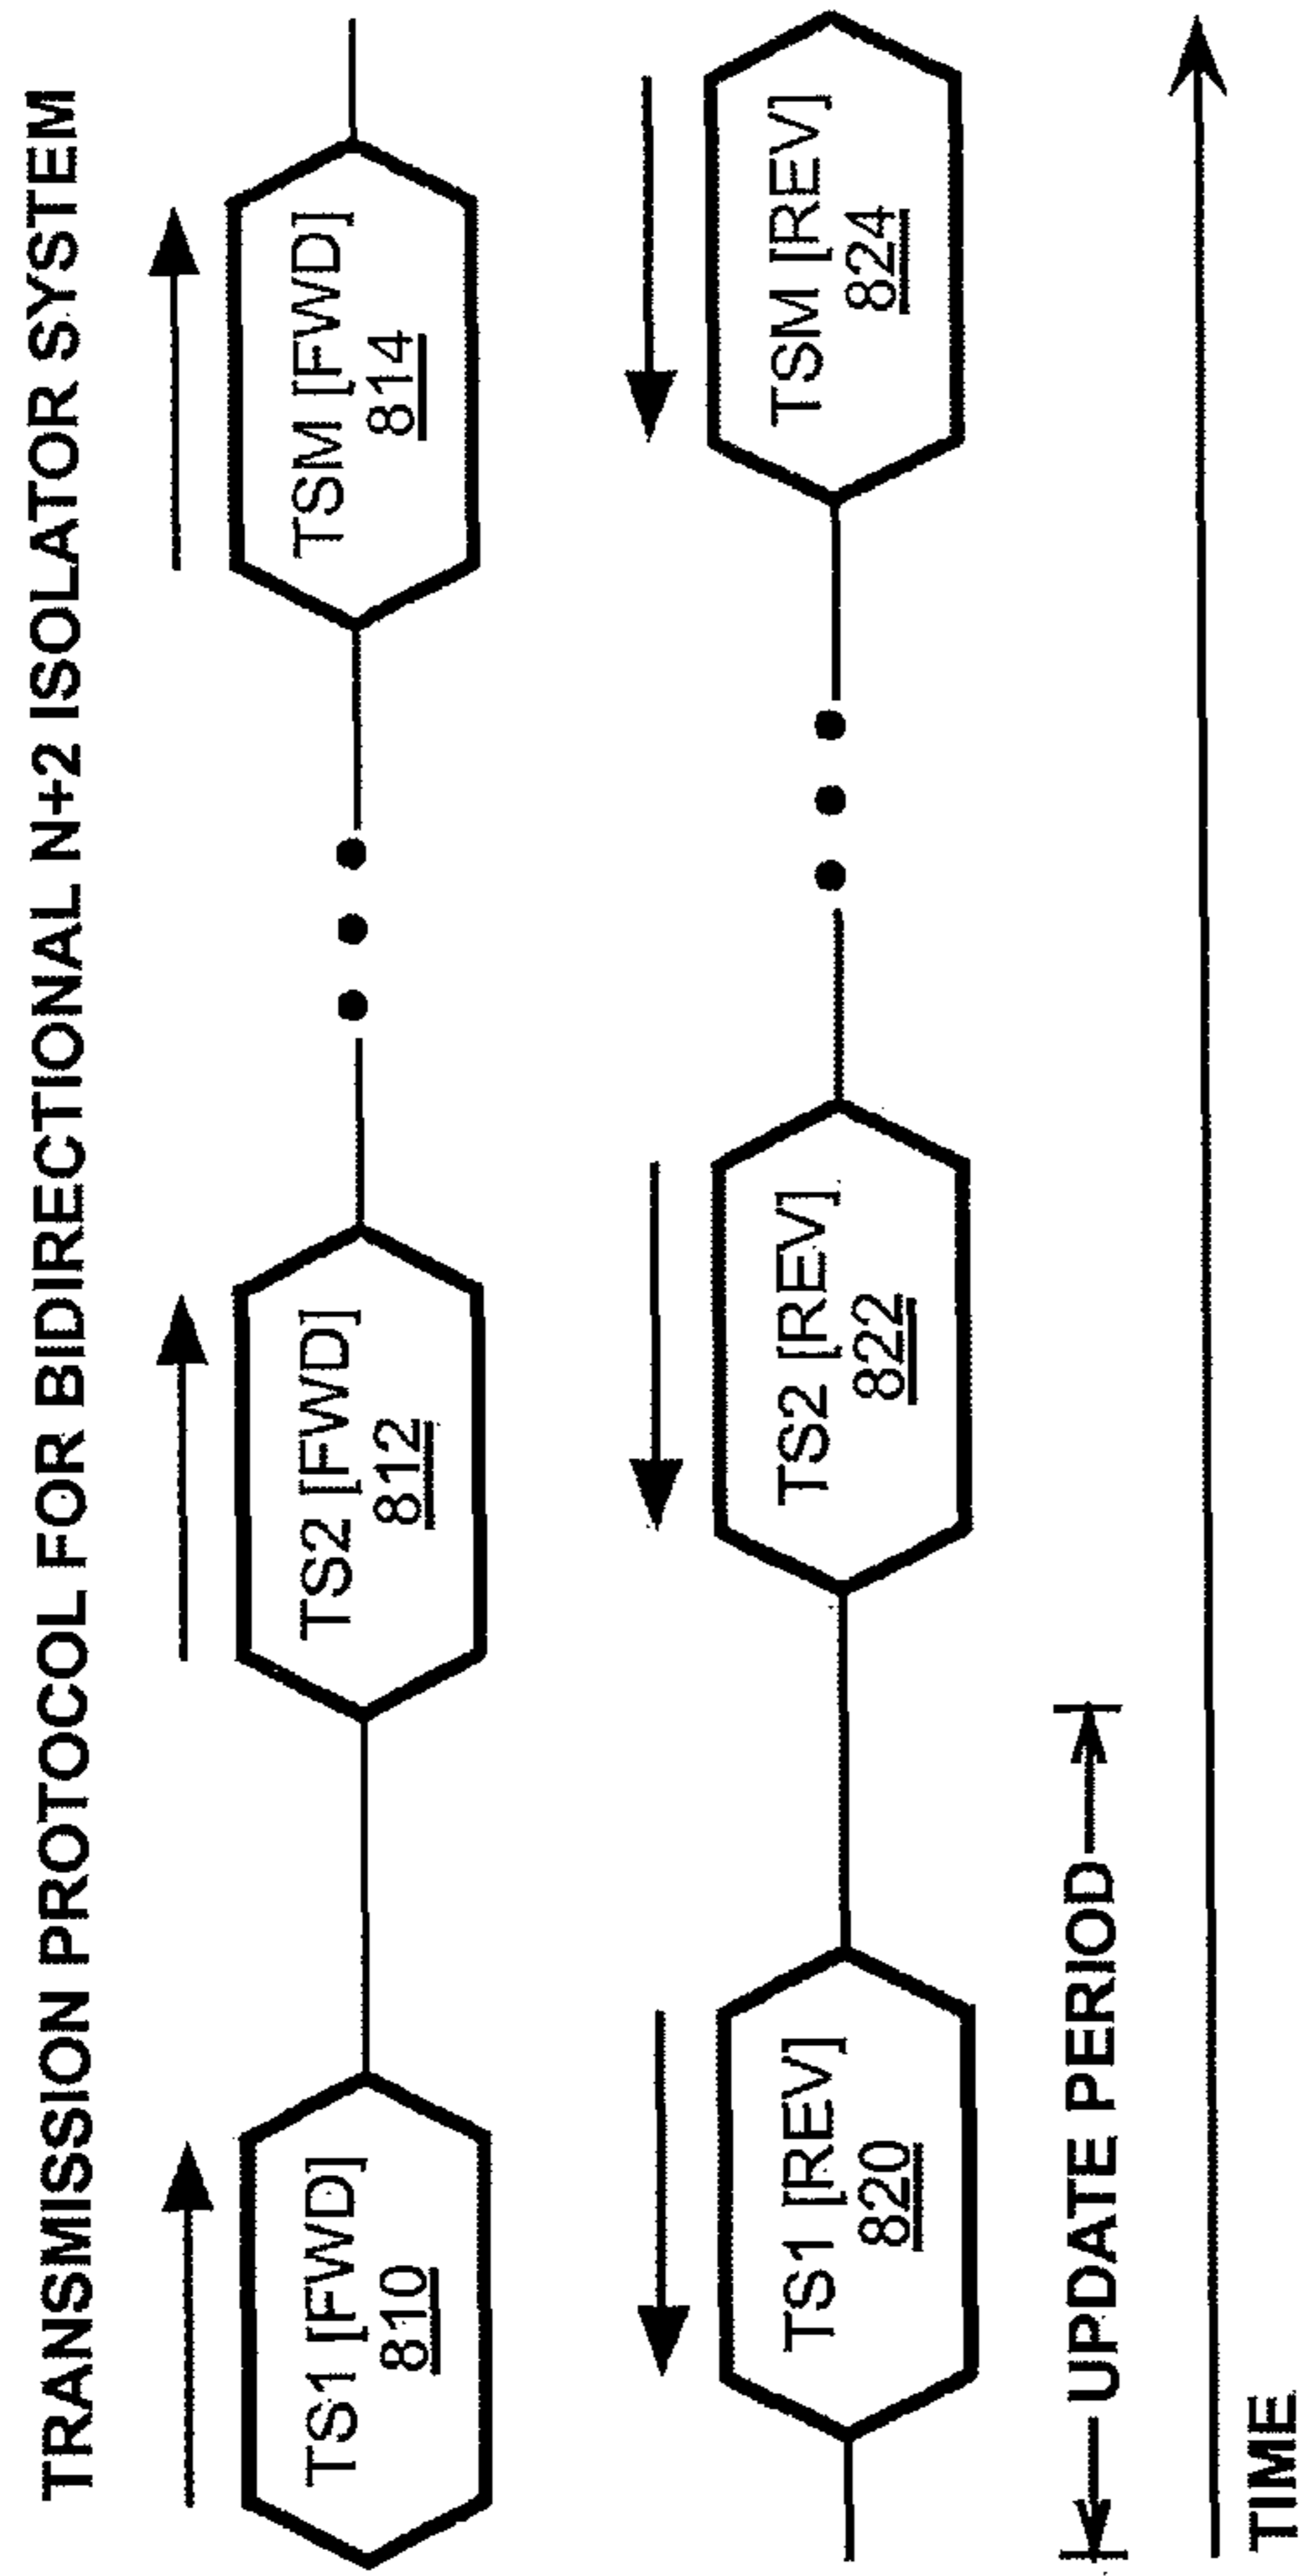 TRANSMISSION PROTOCOL FOR BIDIRECTIONAL N+2 ISOLATOR SYSTEM
TS1 [FWD]
810
TS2 [FWD]
812
TSM [FWD]
814
TS1 [REV]
820
TS2 [REV]
822
TSM [REV]
824
UPDATE PERIOD
TIME